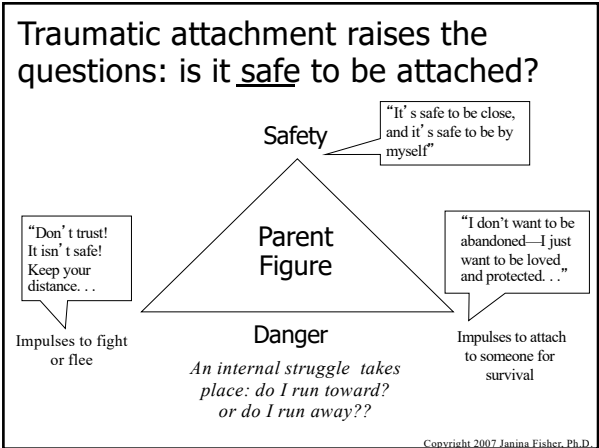 Traumatic attachment raises the
questions: is it safe to be attached?
“It’s safe to be close,
and it’s safe to be by
myself”
Safety
“Don’t trust!
It isn’t safe!
Keep your
distance. . .
Parent
Figure
“I don’t want to be
abandoned—I just
want to be loved
and protected. . .”
Impulses to fight
or flee
Danger
Impulses to attach
to someone for
survival
An internal struggle takes
place: do I run toward?
or do I run away??
Copyright 2007 Janina Fisher, Ph.D.